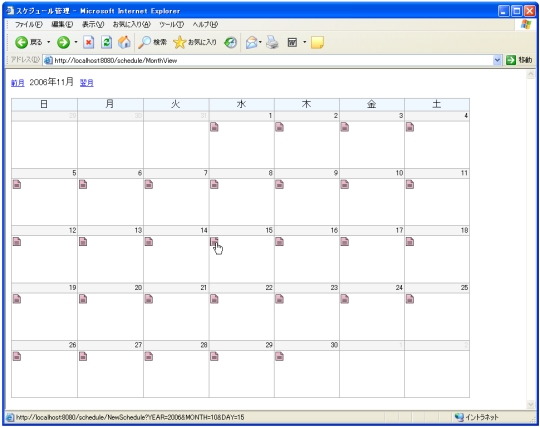 スケジュール管理 - Microsoft Internet Explorer
ファイル(F) 編集(E) 表示(V) お気に入り(A) ツール(T) ヘルプ(H)
戻る 検索 お気に入り
アドレス(D) http://localhost:8080/schedule/MonthView 移動
前月 2006年11月 翌月
日 月 火 水 木 金 土
29 30 31 1 2 3 4
5 6 7 8 9 10 11
12 13 14 15 16 17 18
19 20 21 22 23 24 25
26 27 28 29 30 1 2
http://localhost:8080/schedule/NewSchedule?YEAR=2006&MONTH=10&DAY=15 イントラネット